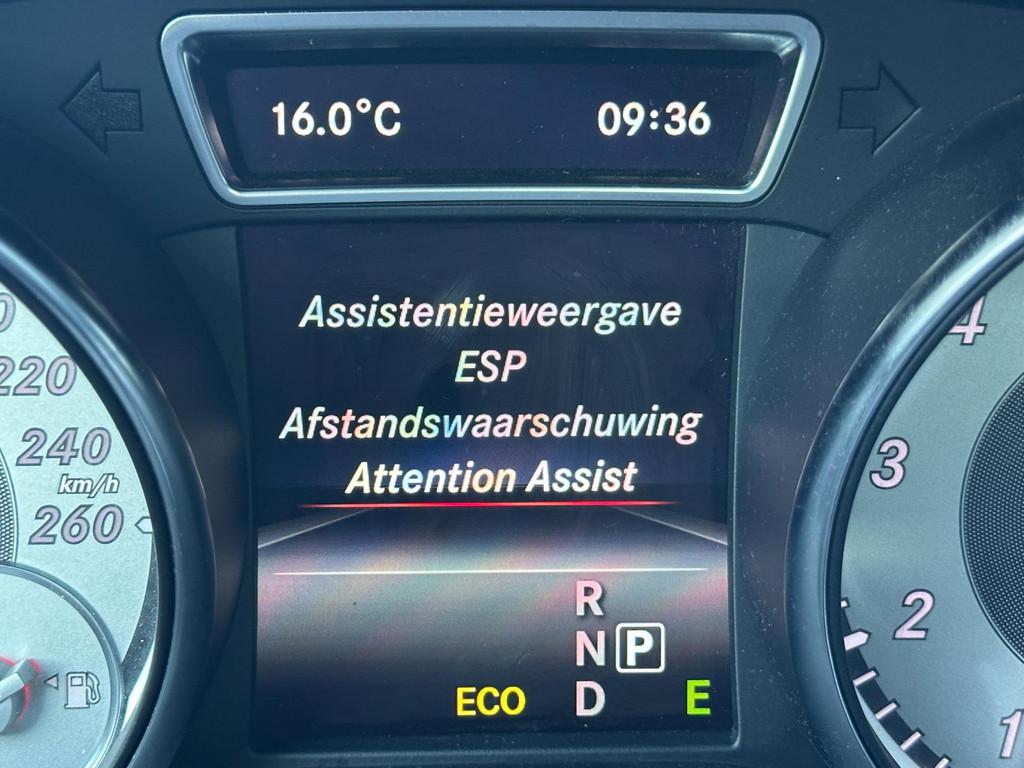 16.0°C 09:36
Assistentieweergave
ESP
Afstandswaarschuwing
Attention Assist
R
N P
ECO D E
220
240
km/h
260
4
3
2
1